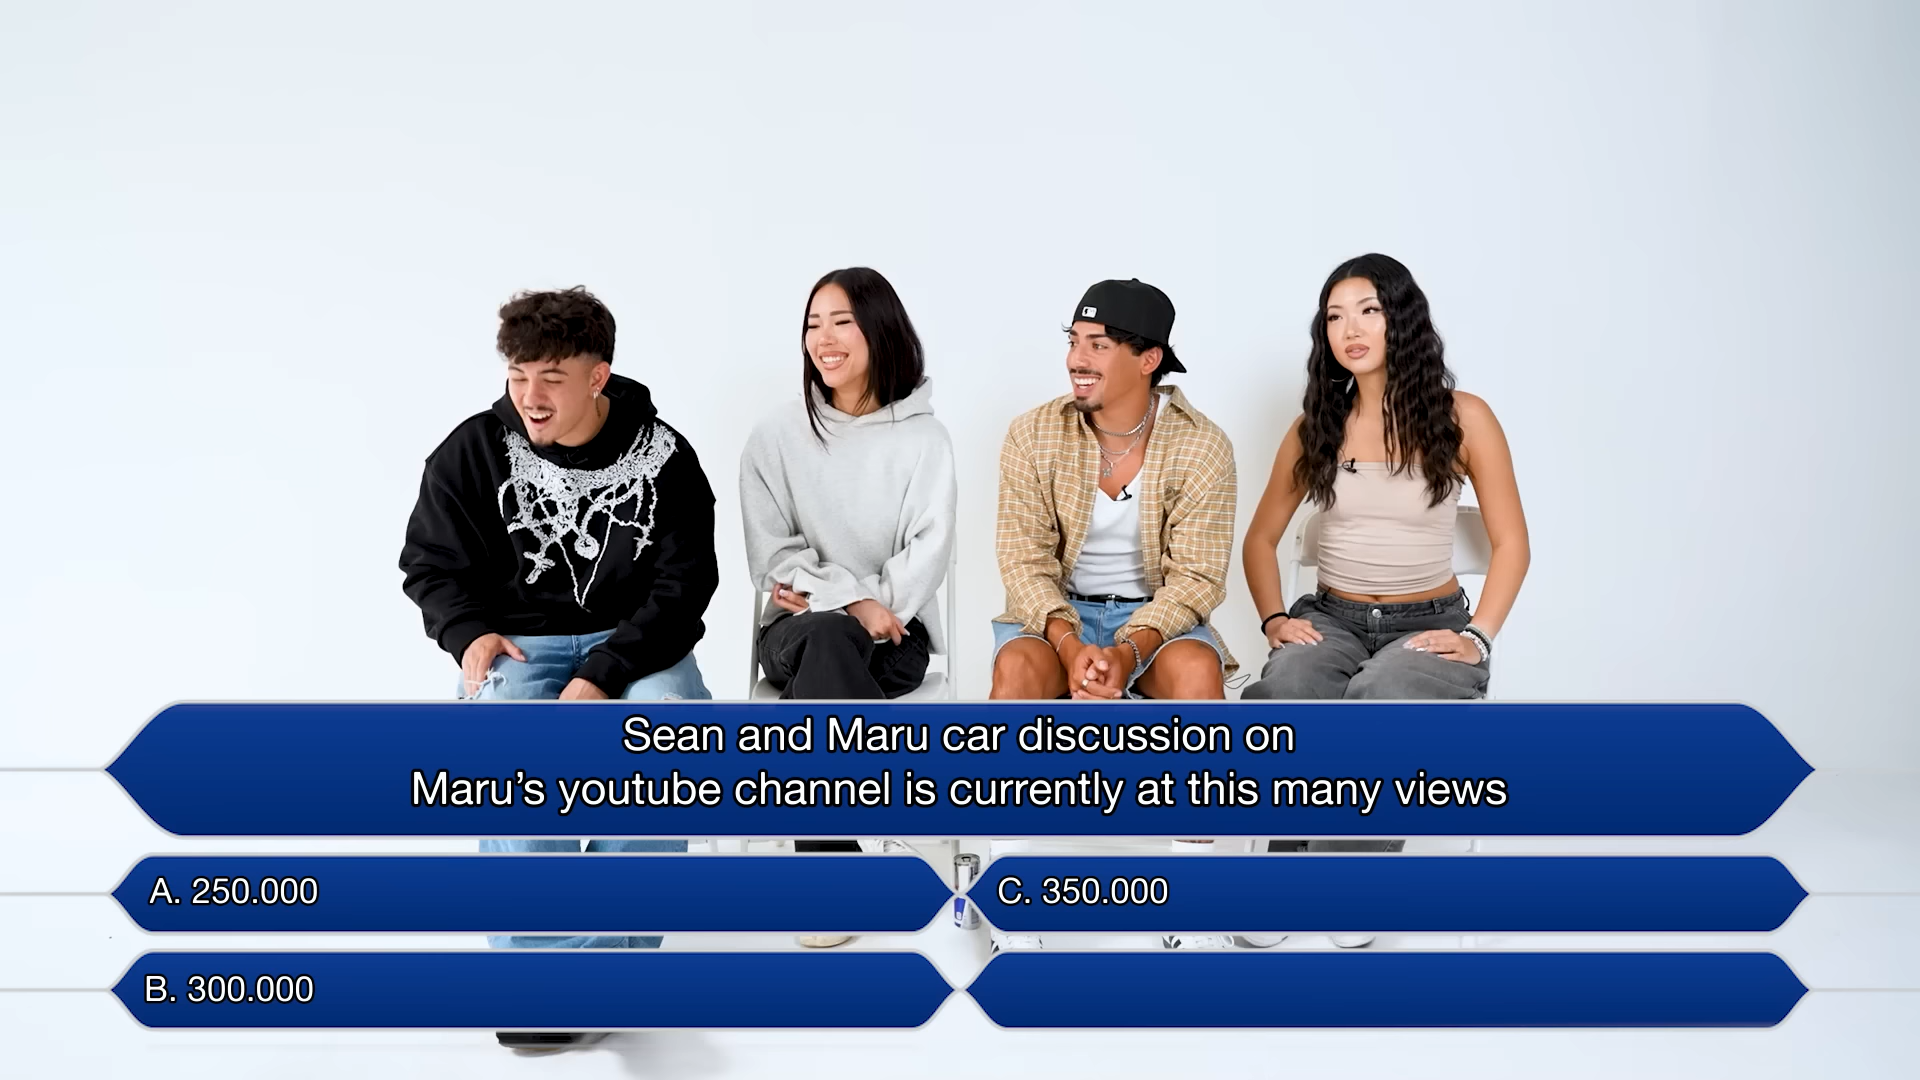 Sean and Maru car discussion on
Maru’s youtube channel is currently at this many views
A. 250.000
C. 350.000
B. 300.000